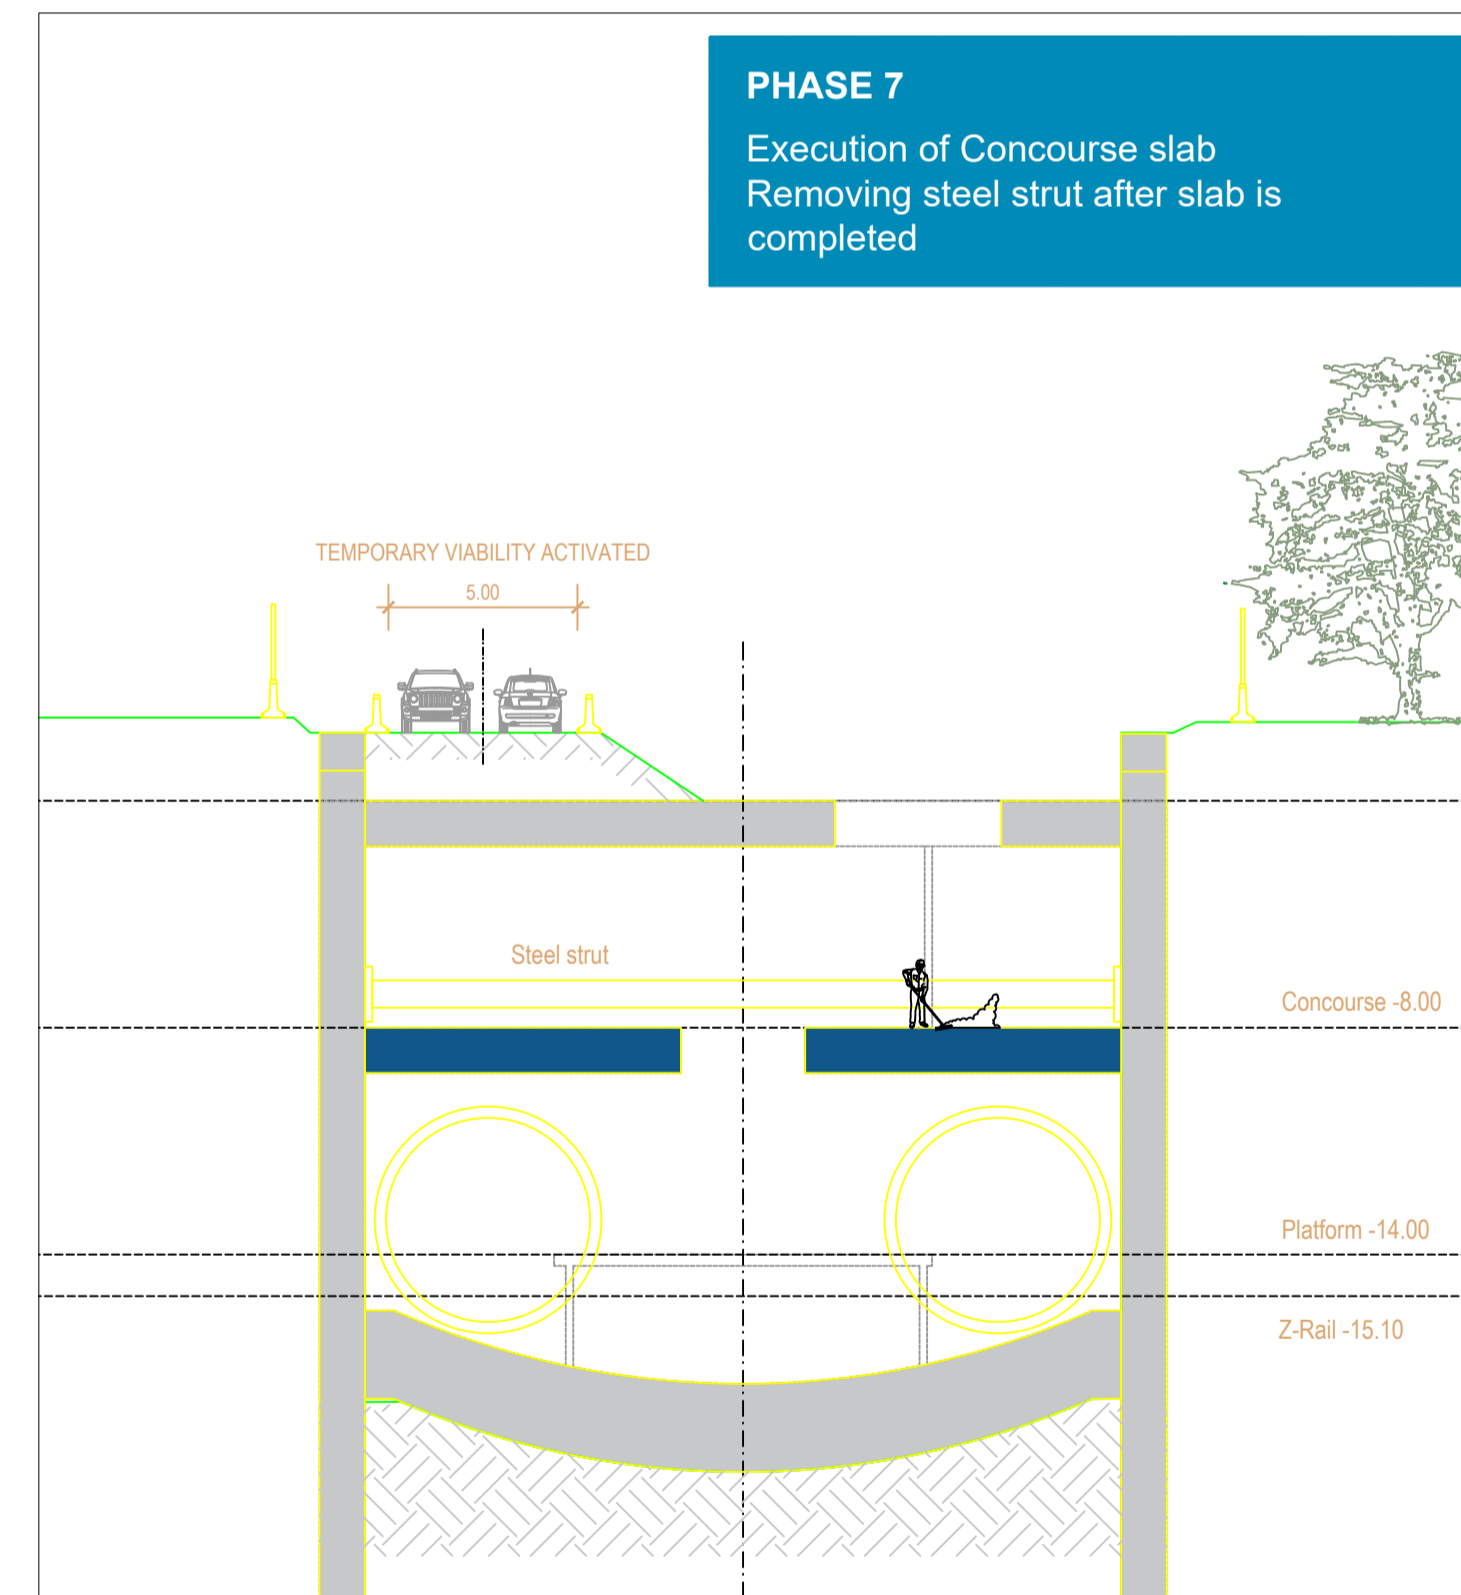 PHASE 7
Execution of Concourse slab
Removing steel strut after slab is
completed
TEMPORARY VIABILITY ACTIVATED
5.00
Steel strut
Concourse -8.00
Platform -14.00
Z-Rail -15.10